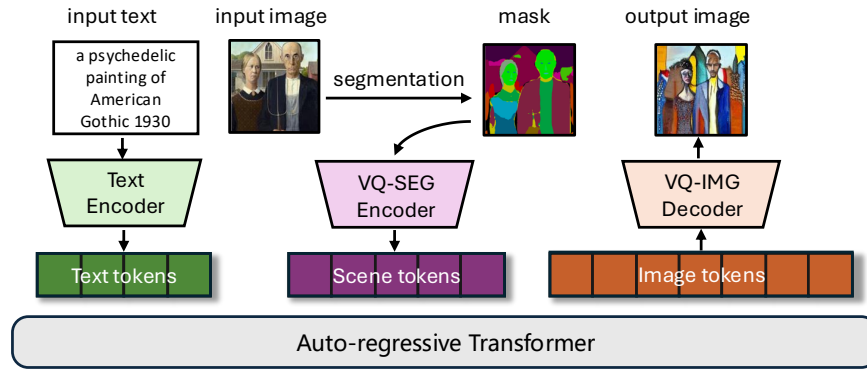 input text
input image
mask
output image
a psychedelic
painting of
American
Gothic 1930
segmentation
Text
Encoder
VQ-SEG
Encoder
VQ-IMG
Decoder
Text tokens
Scene tokens
Image tokens
Auto-regressive Transformer